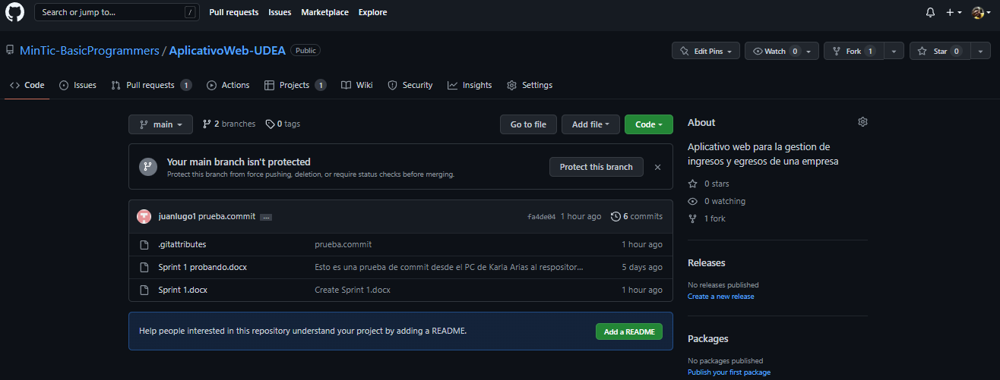 Search or jump to... / Pull requests Issues Marketplace Explore
MinTic-BasicProgrammers / AplicativoWeb-UDEA Public Edit Pins Watch 0 Fork 1 Star 0
Code Issues Pull requests 1 Actions Projects 1 Wiki Security Insights Settings
main 2 branches 0 tags Go to file Add file Code
Your main branch isn't protected
Protect this branch from force pushing, deletion, or require status checks before merging.
Protect this branch
juanlugo1 prueba.commit ... fa4de04 1 hour ago 6 commits
.gitattributes prueba.commit 1 hour ago
Sprint 1 probando.docx Esto es una prueba de commit desde el PC de Karla Arias al respositor... 5 days ago
Sprint 1.docx Create Sprint 1.docx 1 hour ago
Help people interested in this repository understand your project by adding a README. Add a README
About
Aplicativo web para la gestion de
ingresos y egresos de una empresa
0 stars
0 watching
1 fork
Releases
No releases published
Create a new release
Packages
No packages published
Publish your first package